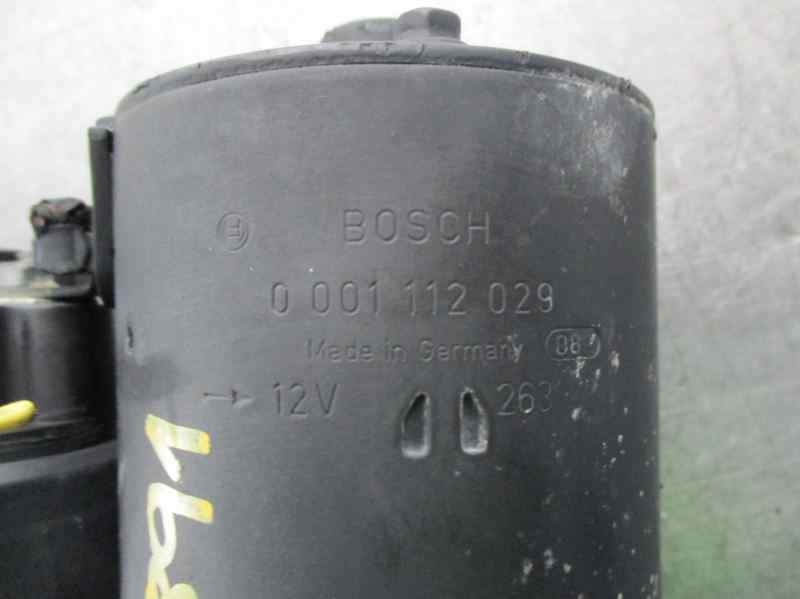 BOSCH
0 001 112 029
Made in Germany 08
12V 263